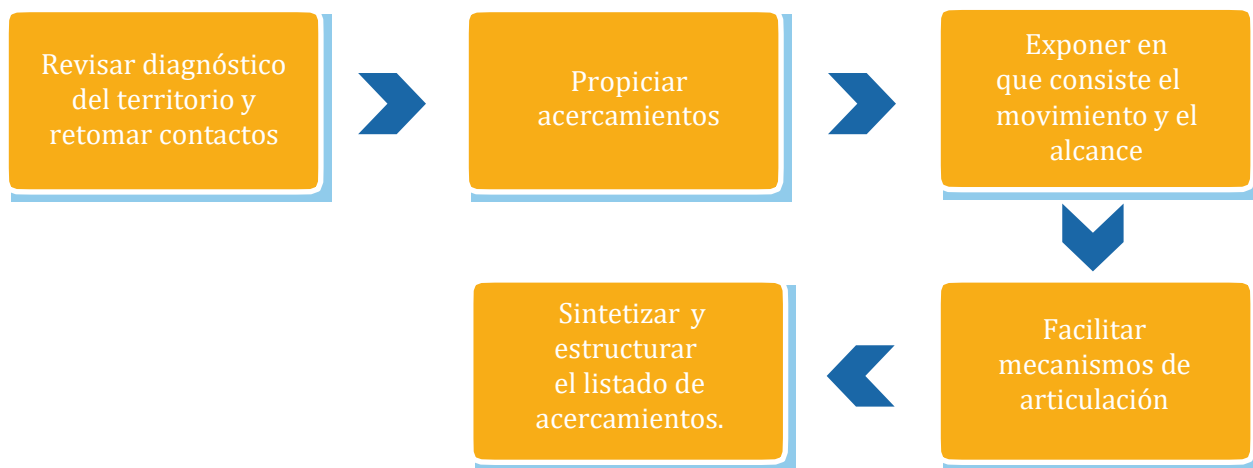 Revisar diagnóstico
del territorio y
retomar contactos
Propiciar
acercamientos
Exponer en
que consiste el
movimiento y el
alcance
Facilitar
mecanismos de
articulación
Sintetizar y
estructurar
el listado de
acercamientos.